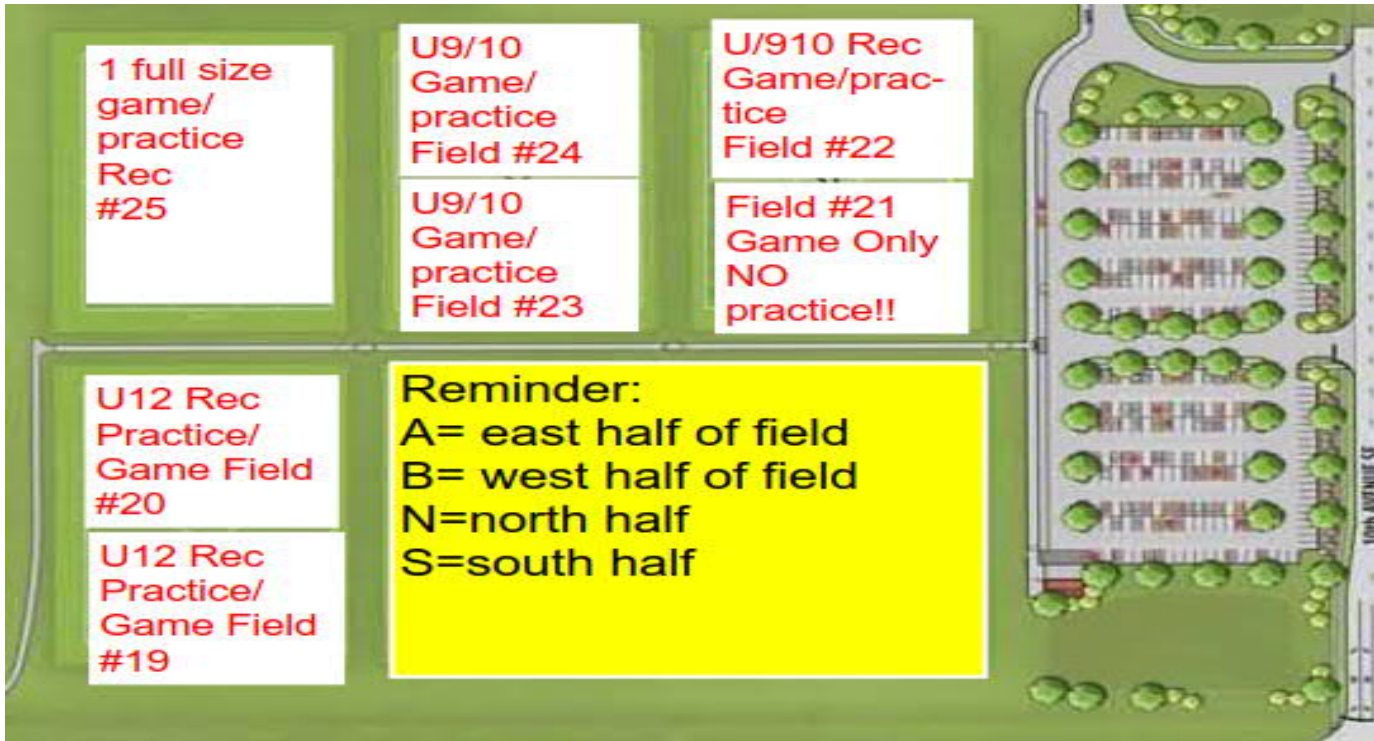 1 full size
game/
practice
Rec
#25
U9/10
Game/
practice
Field #24
U/910 Rec
Game/prac-
tice
Field #22
U9/10
Game/
practice
Field #23
Field #21
Game Only
NO
practice!!
U12 Rec
Practice/
Game Field
#20
U12 Rec
Practice/
Game Field
#19
Reminder:
A= east half of field
B= west half of field
N=north half
S=south half